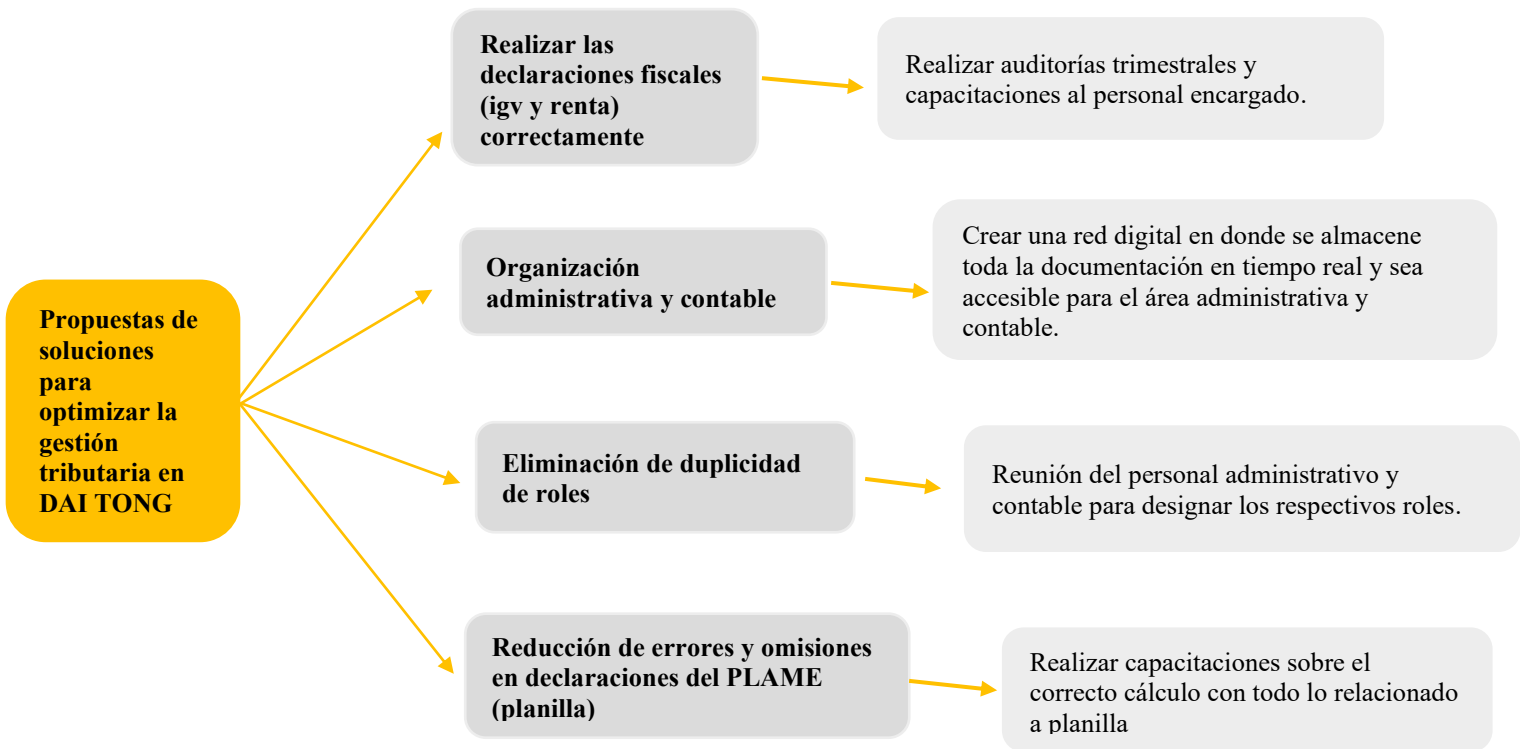 Propuestas de
soluciones
para
optimizar la
gestión
tributaria en
DAI TONG
Realizar las
declaraciones fiscales
(igv y renta)
correctamente
Realizar auditorías trimestrales y
capacitaciones al personal encargado.
Organización
administrativa y contable
Crear una red digital en donde se almacene
toda la documentación en tiempo real y sea
accesible para el área administrativa y
contable.
Eliminación de duplicidad
de roles
Reunión del personal administrativo y
contable para designar los respectivos roles.
Reducción de errores y omisiones
en declaraciones del PLAME
(planilla)
Realizar capacitaciones sobre el
correcto cálculo con todo lo relacionado
a planilla